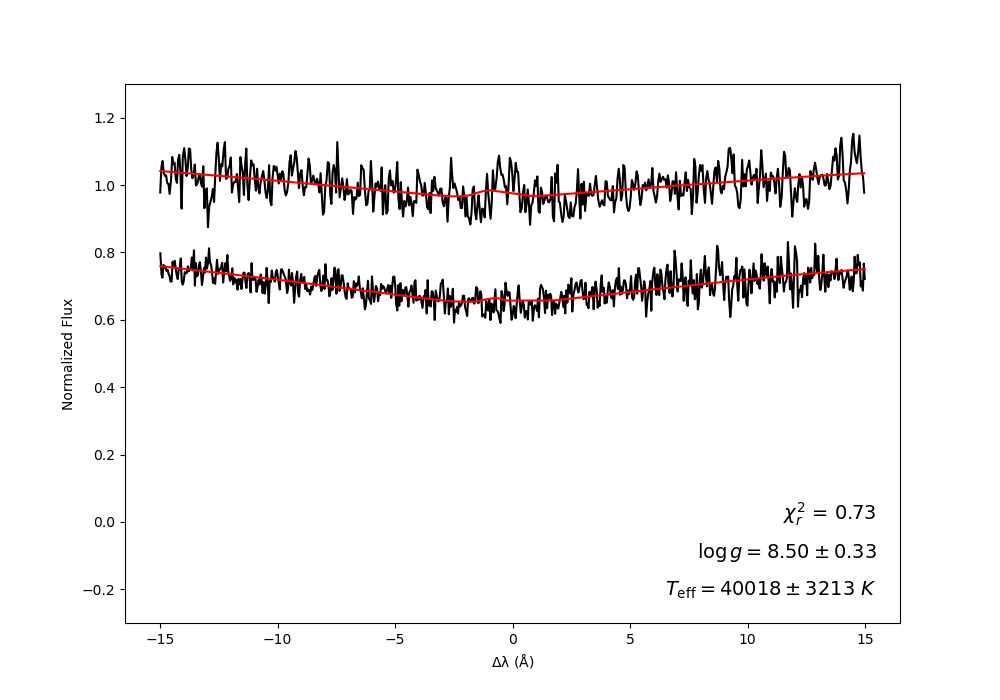 1.2
1.0
0.8
0.6
0.4
0.2
0.0
−0.2
Normalized Flux
χ²ᵣ = 0.73
log g = 8.50 ± 0.33
T_eff = 40018 ± 3213 K
−15 −10 −5 0 5 10 15
Δλ (Å)